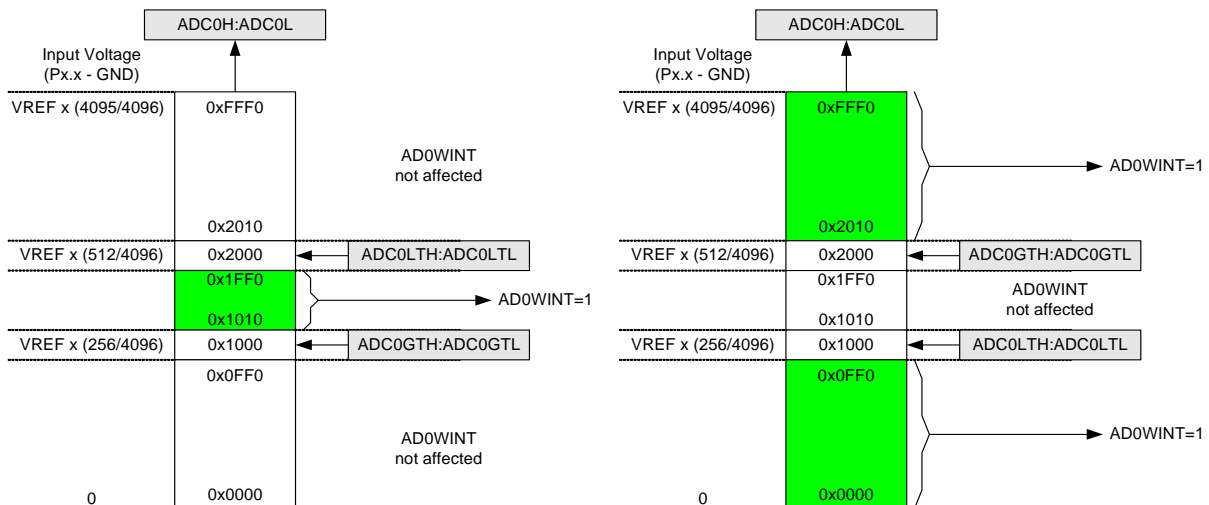 ADC0H:ADC0L
Input Voltage
(Px.x - GND)
VREF x (4095/4096)
0xFFF0
AD0WINT
not affected
0x2010
VREF x (512/4096)
0x2000
ADC0LTH:ADC0LTL
0x1FF0
AD0WINT=1
0x1010
VREF x (256/4096)
0x1000
ADC0GTH:ADC0GTL
0x0FF0
AD0WINT
not affected
0
0x0000
ADC0H:ADC0L
Input Voltage
(Px.x - GND)
VREF x (4095/4096)
0xFFF0
AD0WINT=1
0x2010
VREF x (512/4096)
0x2000
ADC0GTH:ADC0GTL
0x1FF0
AD0WINT
not affected
0x1010
VREF x (256/4096)
0x1000
ADC0LTH:ADC0LTL
0x0FF0
AD0WINT=1
0
0x0000